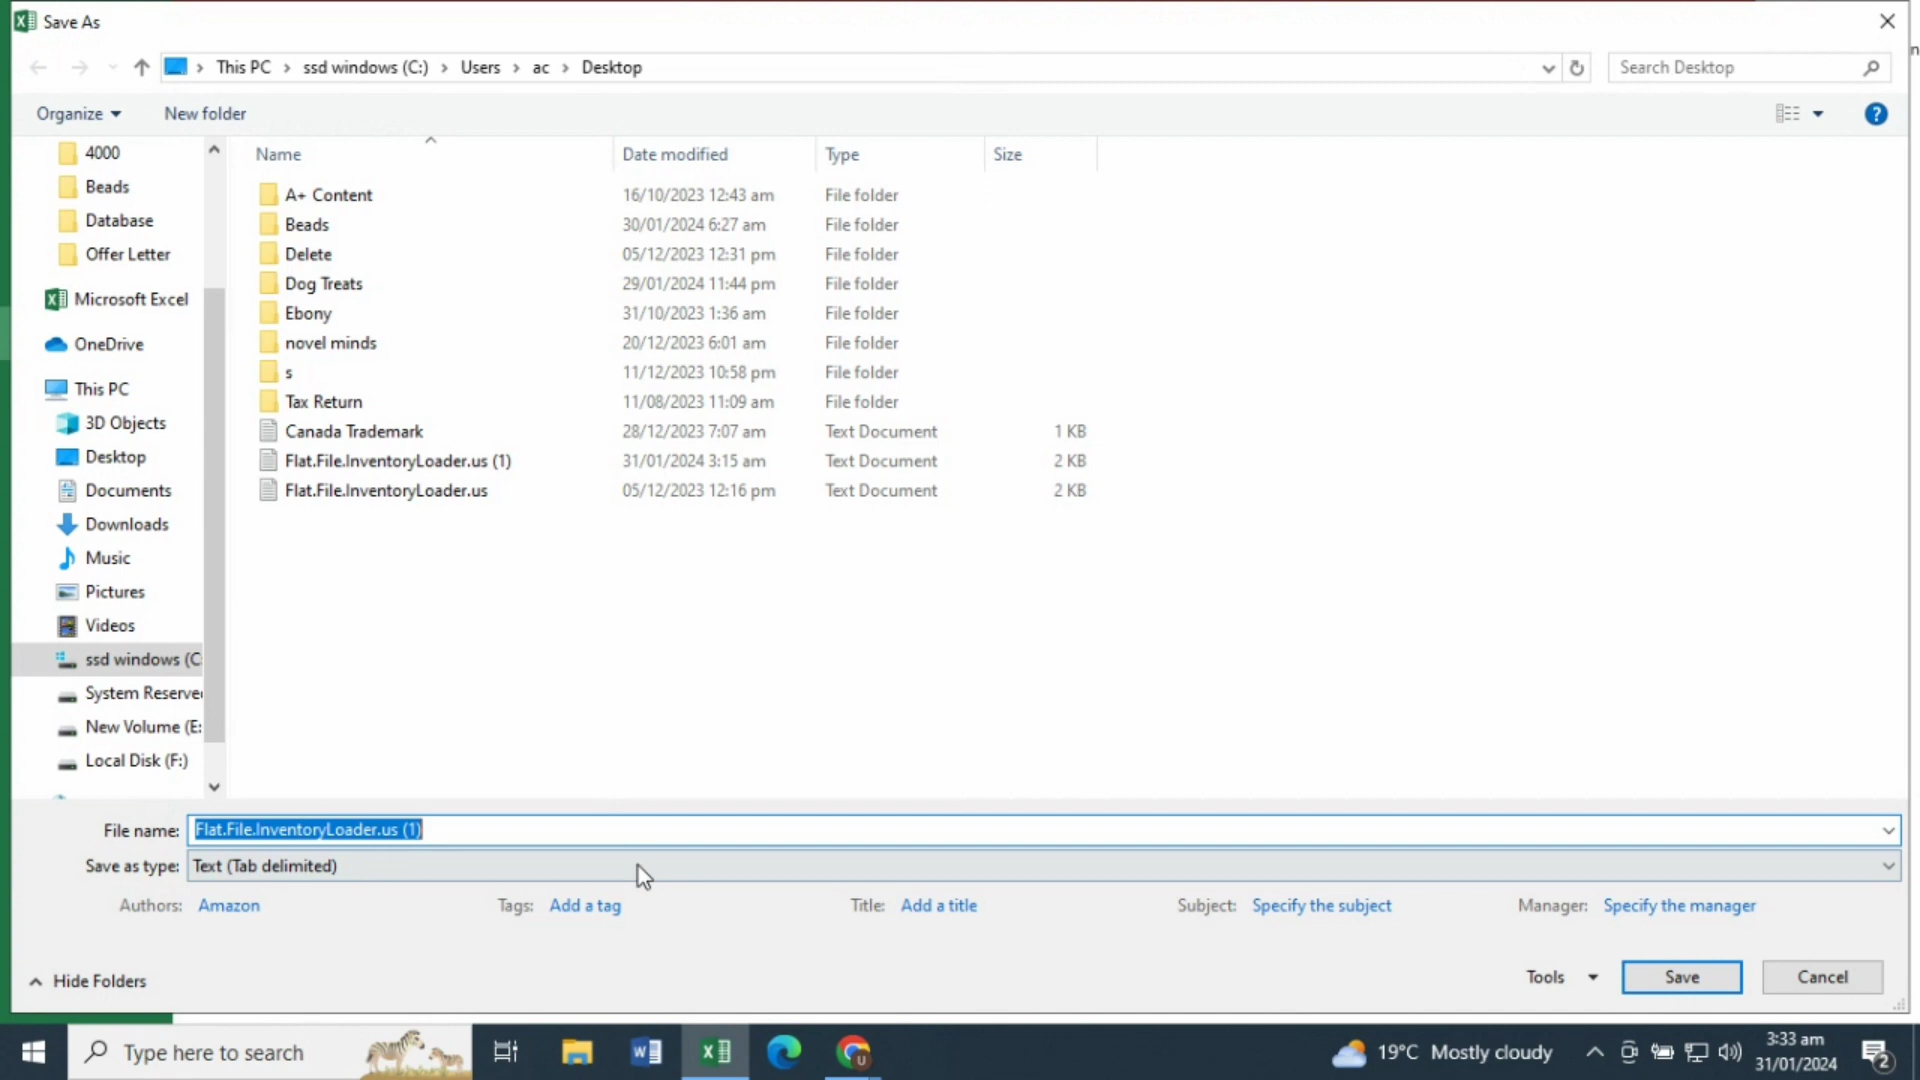 Save As
This PC > ssd windows (C:) > Users > ac > Desktop
Search Desktop
Organize
New folder
4000
Beads
Database
Offer Letter
Microsoft Excel
OneDrive
This PC
3D Objects
Desktop
Documents
Downloads
Music
Pictures
Videos
ssd windows (C:
System Reserve
New Volume (E:
Local Disk (F:)
Name Date modified Type Size
A+ Content 16/10/2023 12:43 am File folder
Beads 30/01/2024 6:27 am File folder
Delete 05/12/2023 12:31 pm File folder
Dog Treats 29/01/2024 11:44 pm File folder
Ebony 31/10/2023 1:36 am File folder
novel minds 20/12/2023 6:01 am File folder
s 11/12/2023 10:58 pm File folder
Tax Return 11/08/2023 11:09 am File folder
Canada Trademark 28/12/2023 7:07 am Text Document 1 KB
Flat.File.InventoryLoader.us (1) 31/01/2024 3:15 am Text Document 2 KB
Flat.File.InventoryLoader.us 05/12/2023 12:16 pm Text Document 2 KB
File name: Flat.File.InventoryLoader.us (1)
Save as type: Text (Tab delimited)
Authors: Amazon Tags: Add a tag Title: Add a title Subject: Specify the subject Manager: Specify the manager
Hide Folders
Tools
Save
Cancel
Type here to search
19°C Mostly cloudy
3:33 am
31/01/2024
2